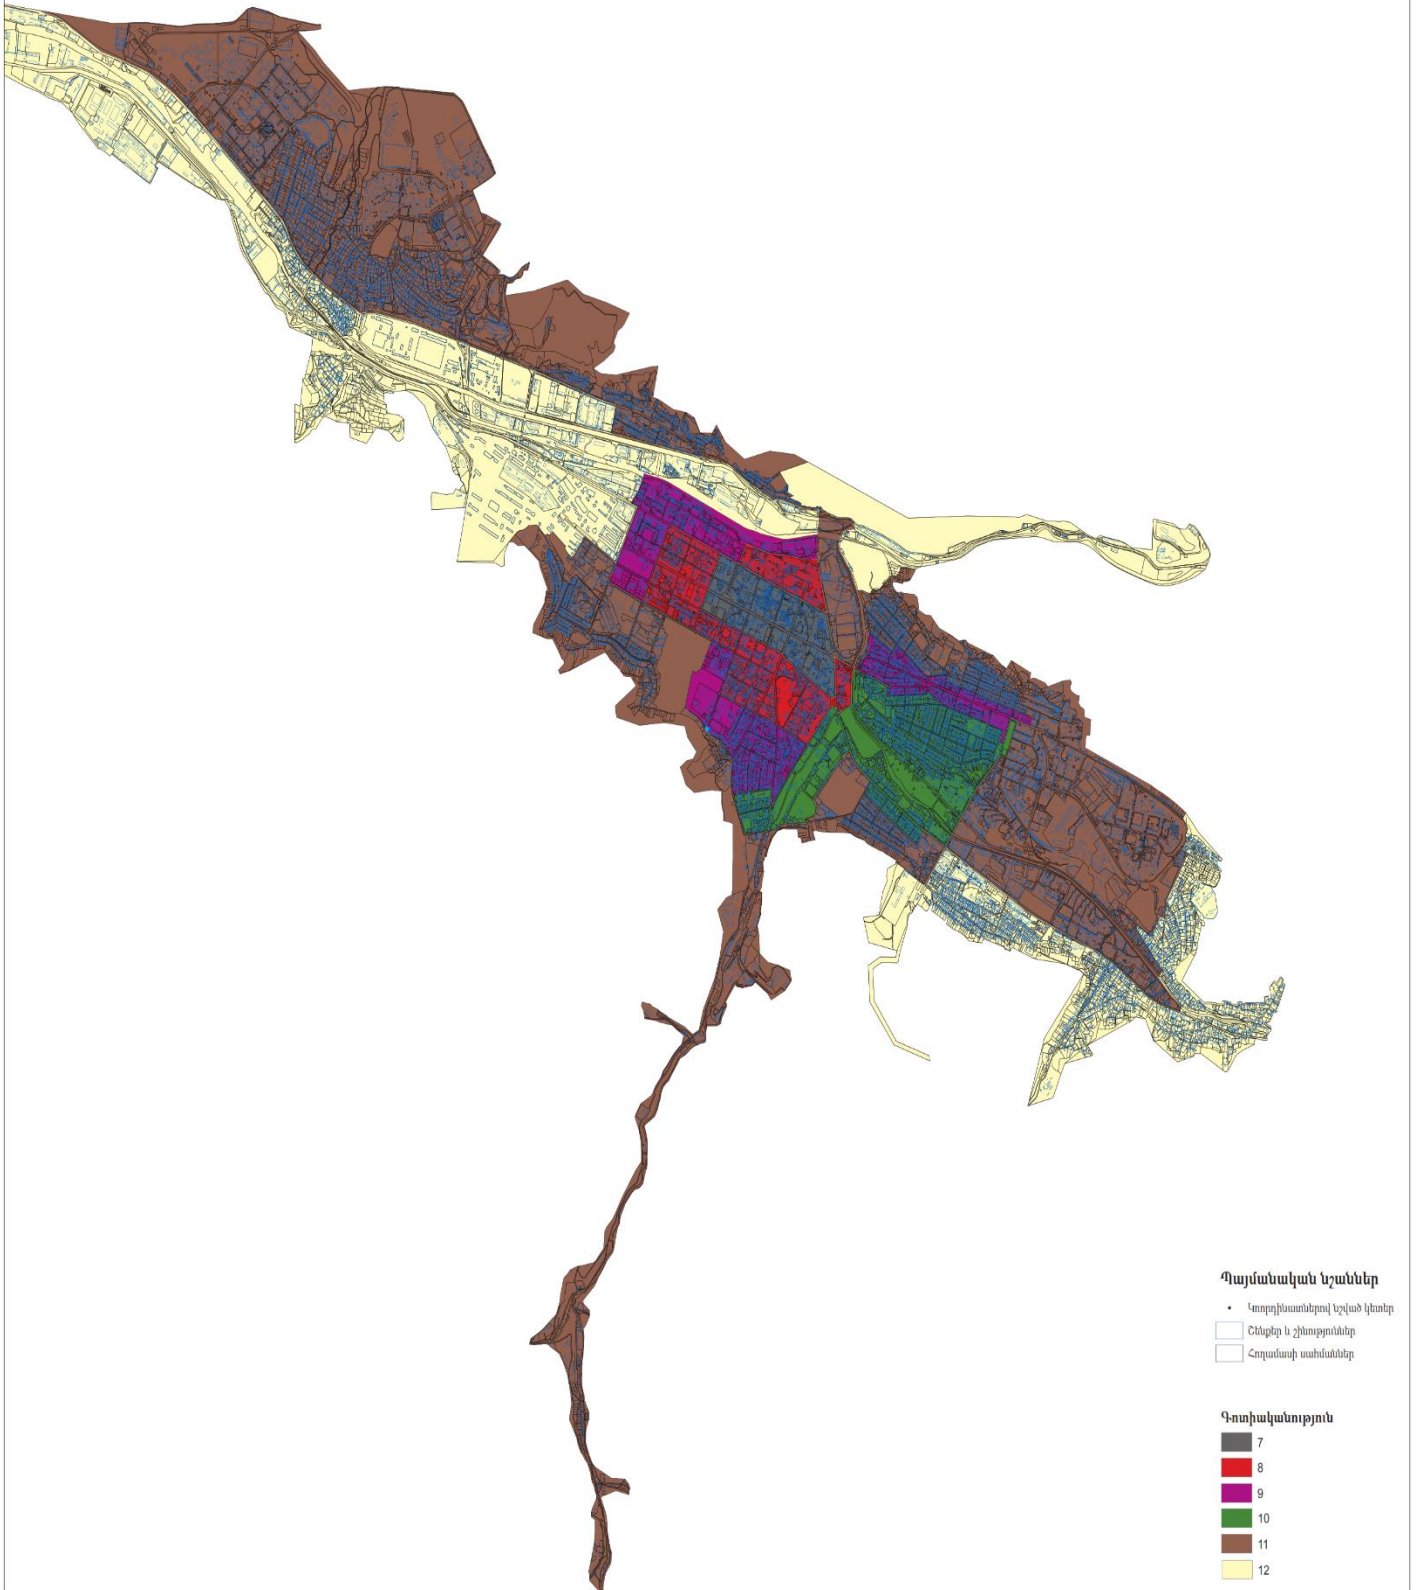 Պայմանական նշաններ
Կոորդինատներով նշված կետեր
Շենքեր և շինություններ
Հողամասի սահմաններ
Գոտիականություն
7
8
9
10
11
12